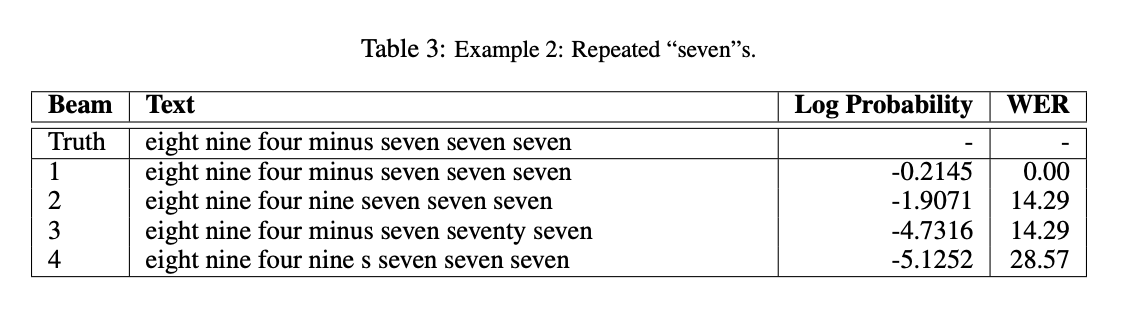 Table 3: Example 2: Repeated “seven”s.
Beam Text Log Probability WER
Truth eight nine four minus seven seven seven - -
1 eight nine four minus seven seven seven -0.2145 0.00
2 eight nine four nine seven seven seven -1.9071 14.29
3 eight nine four minus seven seventy seven -4.7316 14.29
4 eight nine four nine s seven seven seven -5.1252 28.57